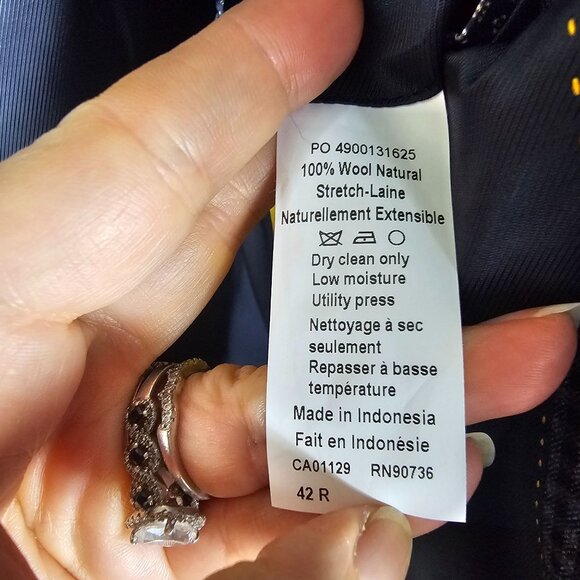 PO 4900131625
100% Wool Natural
Stretch-Laine
Naturellement Extensible
Dry clean only
Low moisture
Utility press
Nettoyage à sec
seulement
Repasser à basse
température
Made in Indonesia
Fait en Indonésie
CA01129 RN90736
42 R